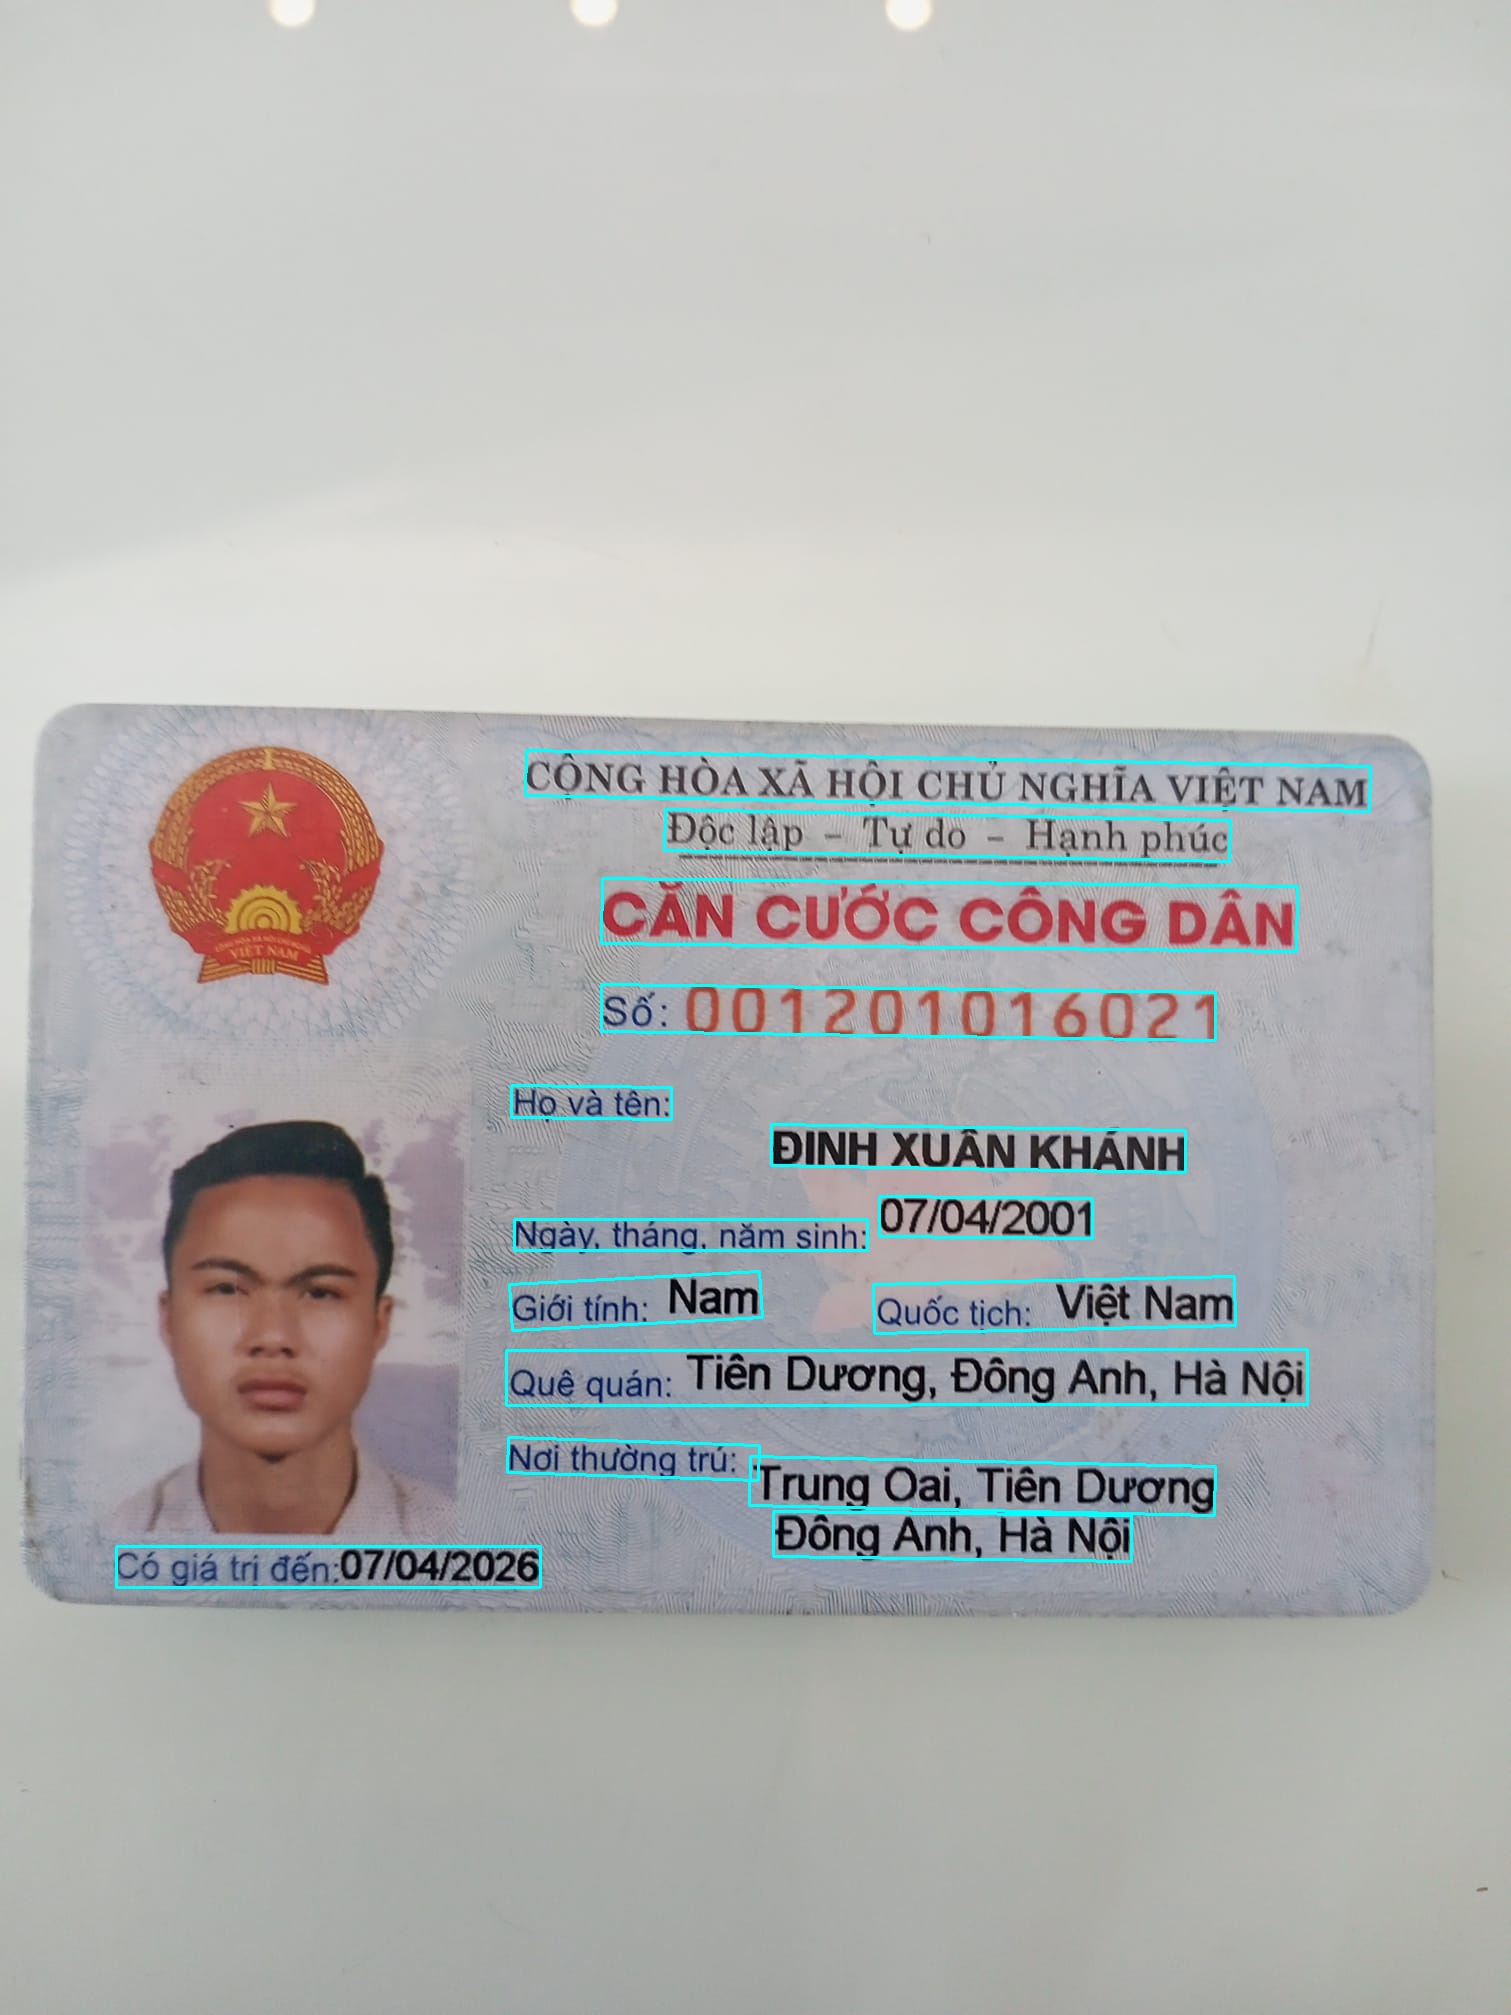 CỘNG HÒA XÃ HỘI CHỦ NGHĨA VIỆT NAM
Độc lập - Tự do - Hạnh phúc
CĂN CƯỚC CÔNG DÂN
Số: 001201016021
Họ và tên:
ĐINH XUÂN KHÁNH
Ngày, tháng, năm sinh: 07/04/2001
Giới tính: Nam Quốc tịch: Việt Nam
Quê quán: Tiên Dương, Đông Anh, Hà Nội
Nơi thường trú: Trung Oai, Tiên Dương
Đông Anh, Hà Nội
Có giá trị đến:07/04/2026
VIỆT NAM